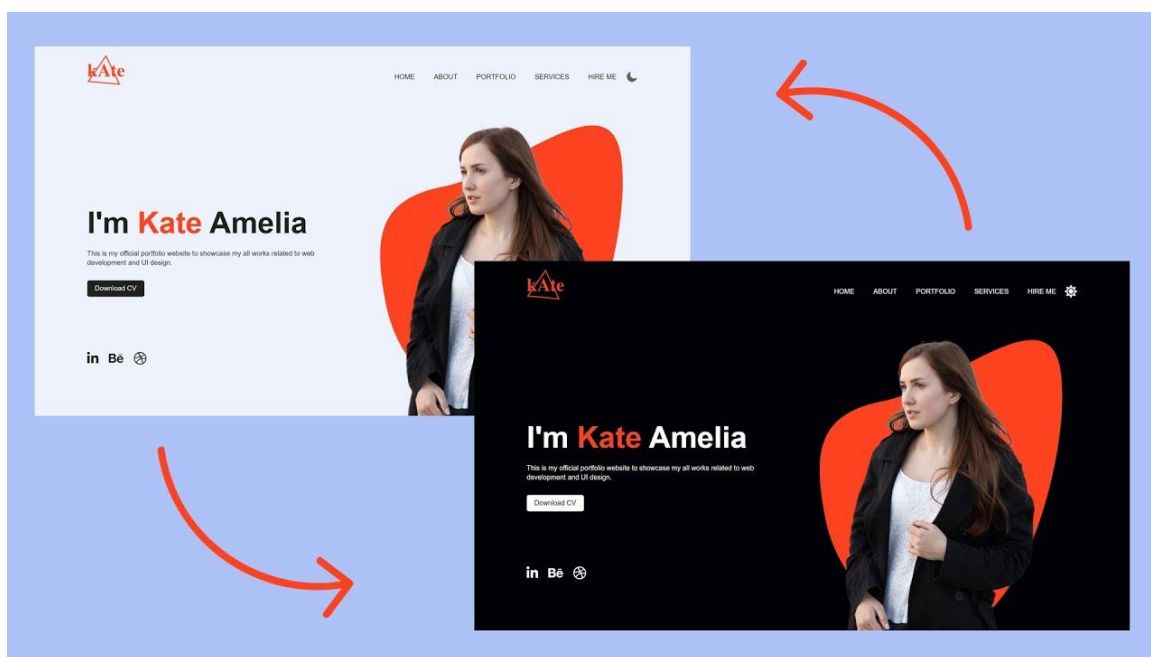 kAte
HOME ABOUT PORTFOLIO SERVICES HIRE ME
I'm Kate Amelia
This is my official portfolio website to showcase my all works related to web
development and UI design.
Download CV
in Bē
kAte
HOME ABOUT PORTFOLIO SERVICES HIRE ME
I'm Kate Amelia
This is my official portfolio website to showcase my all works related to web
development and UI design.
Download CV
in Bē